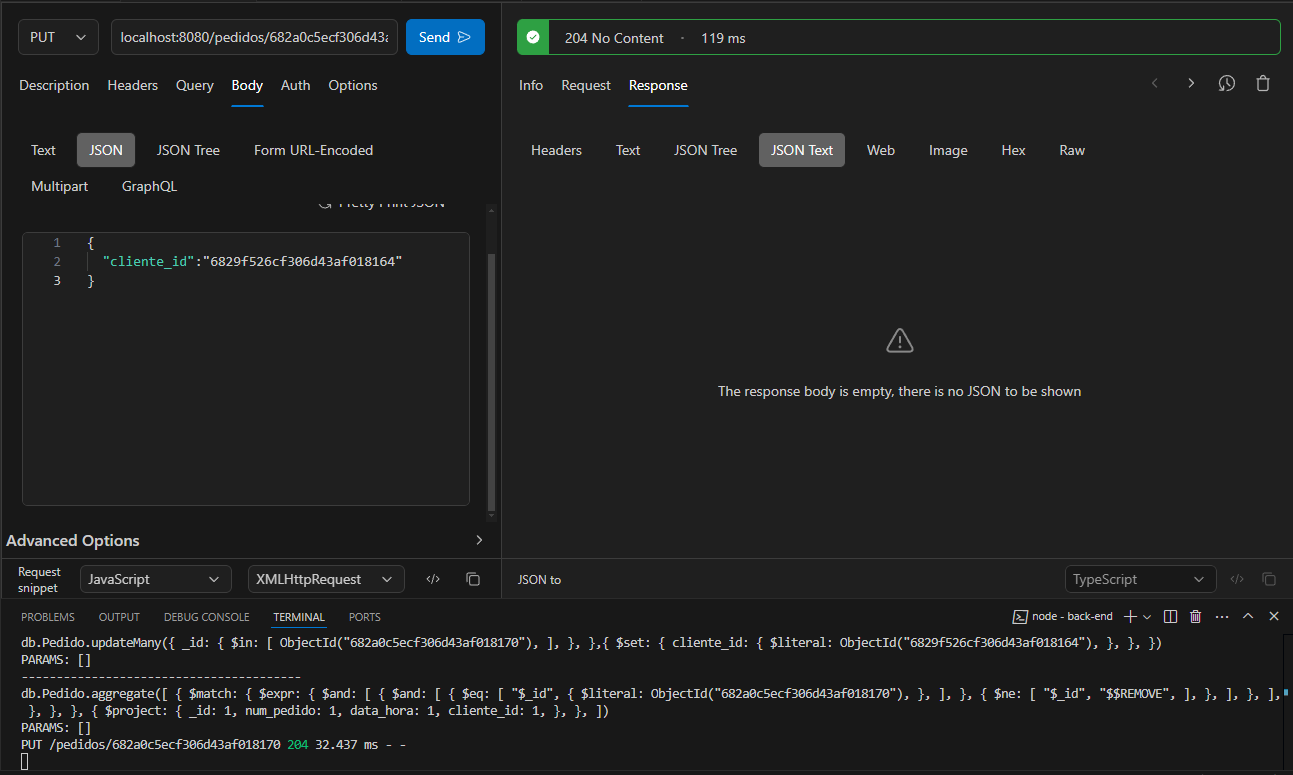 PUT
localhost:8080/pedidos/682a0c5ecf306d43a
Send
Description Headers Query Body Auth Options
Text JSON JSON Tree Form URL-Encoded
Multipart GraphQL
Pretty Print JSON
1 {
2 "cliente_id":"6829f526cf306d43af018164"
3 }
Advanced Options
Request snippet
JavaScript
XMLHttpRequest
204 No Content · 119 ms
Info Request Response
Headers Text JSON Tree JSON Text Web Image Hex Raw
The response body is empty, there is no JSON to be shown
JSON to
TypeScript
PROBLEMS OUTPUT DEBUG CONSOLE TERMINAL PORTS
node - back-end
db.Pedido.updateMany({ _id: { $in: [ ObjectId("682a0c5ecf306d43af018170"), ], }, },{ $set: { cliente_id: { $literal: ObjectId("6829f526cf306d43af018164"), }, }, })
PARAMS: []
----------------------------------------
db.Pedido.aggregate([ { $match: { $expr: { $and: [ { $and: [ { $eq: [ "$_id", { $literal: ObjectId("682a0c5ecf306d43af018170"), }, ], }, { $ne: [ "$_id", "$$REMOVE", ], }, ], }, ],
}, }, }, { $project: { _id: 1, num_pedido: 1, data_hora: 1, cliente_id: 1, }, }, ])
PARAMS: []
PUT /pedidos/682a0c5ecf306d43af018170 204 32.437 ms - -